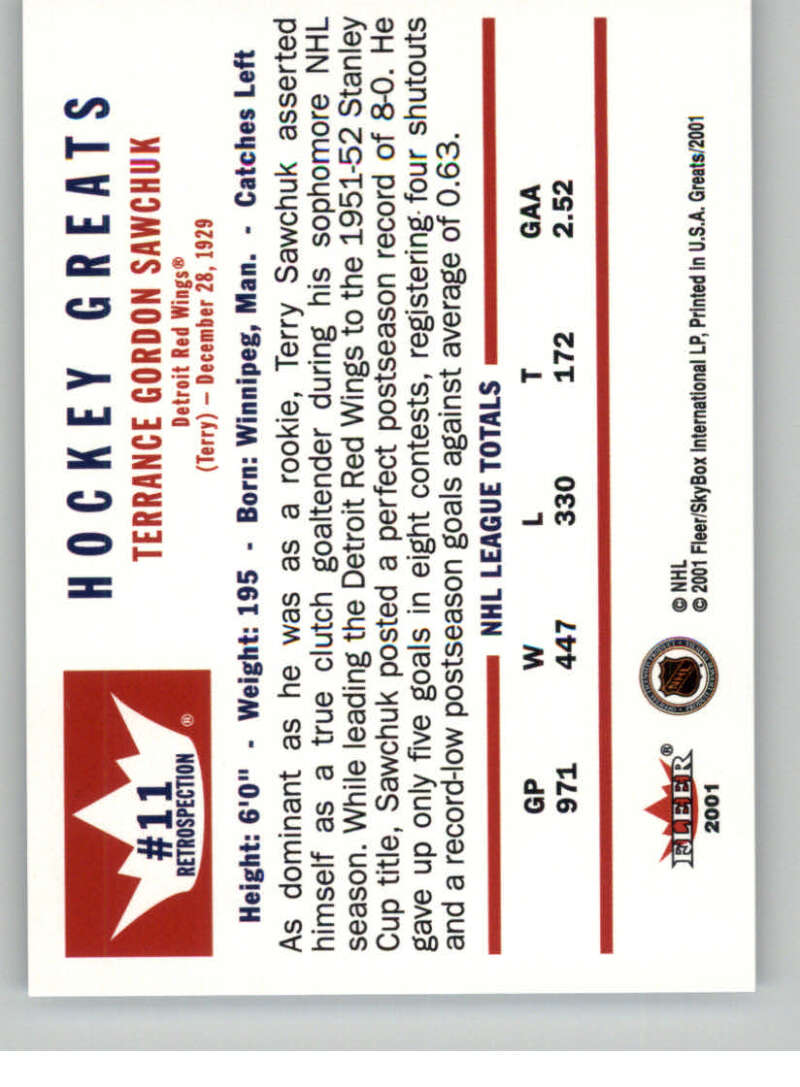 #11
RETROSPECTION ®
HOCKEY GREATS
TERRANCE GORDON SAWCHUK
Detroit Red Wings®
(Terry) – December 28, 1929
Height: 6'0" - Weight: 195 - Born: Winnipeg, Man. - Catches Left
As dominant as he was as a rookie, Terry Sawchuk asserted
himself as a true clutch goaltender during his sophomore NHL
season. While leading the Detroit Red Wings to the 1951-52 Stanley
Cup title, Sawchuk posted a perfect postseason record of 8-0. He
gave up only five goals in eight contests, registering four shutouts
and a record-low postseason goals against average of 0.63.
NHL LEAGUE TOTALS
GP W L T GAA
971 447 330 172 2.52
FLEER®
2001
NHL
© NHL
© 2001 Fleer/SkyBox International LP, Printed in U.S.A. Greats/2001